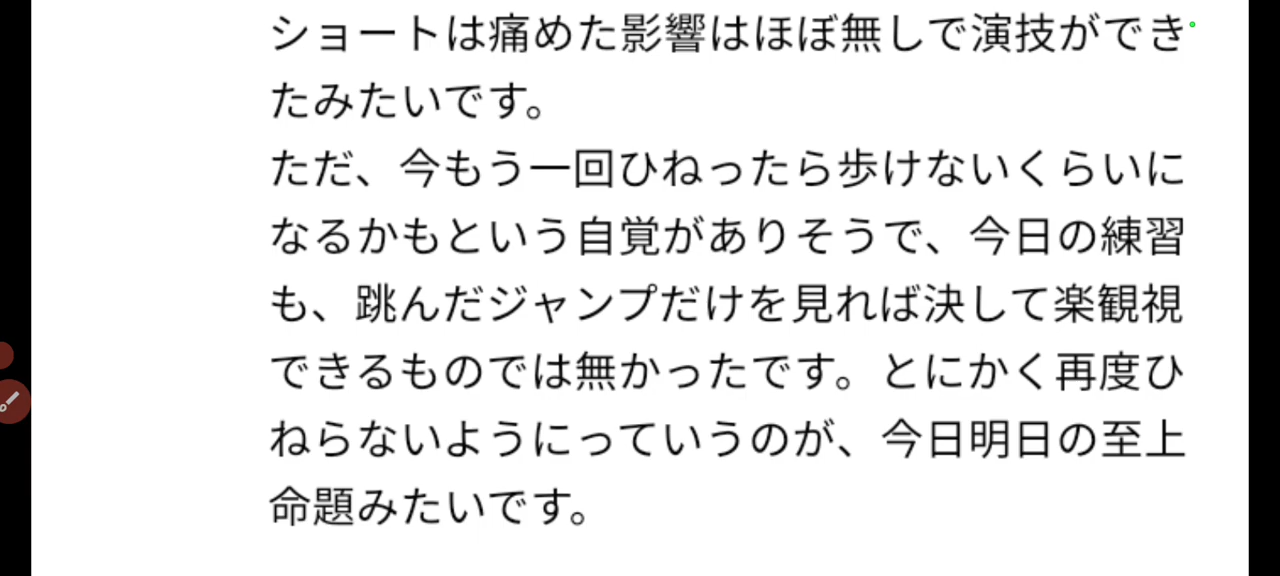 ショートは痛めた影響はほぼ無しで演技ができ
たみたいです。
ただ、今もう一回ひねったら歩けないくらいに
なるかもという自覚がありそうで、今日の練習
も、跳んだジャンプだけを見れば決して楽観視
できるものでは無かったです。とにかく再度ひ
ねらないようにっていうのが、今日明日の至上
命題みたいです。